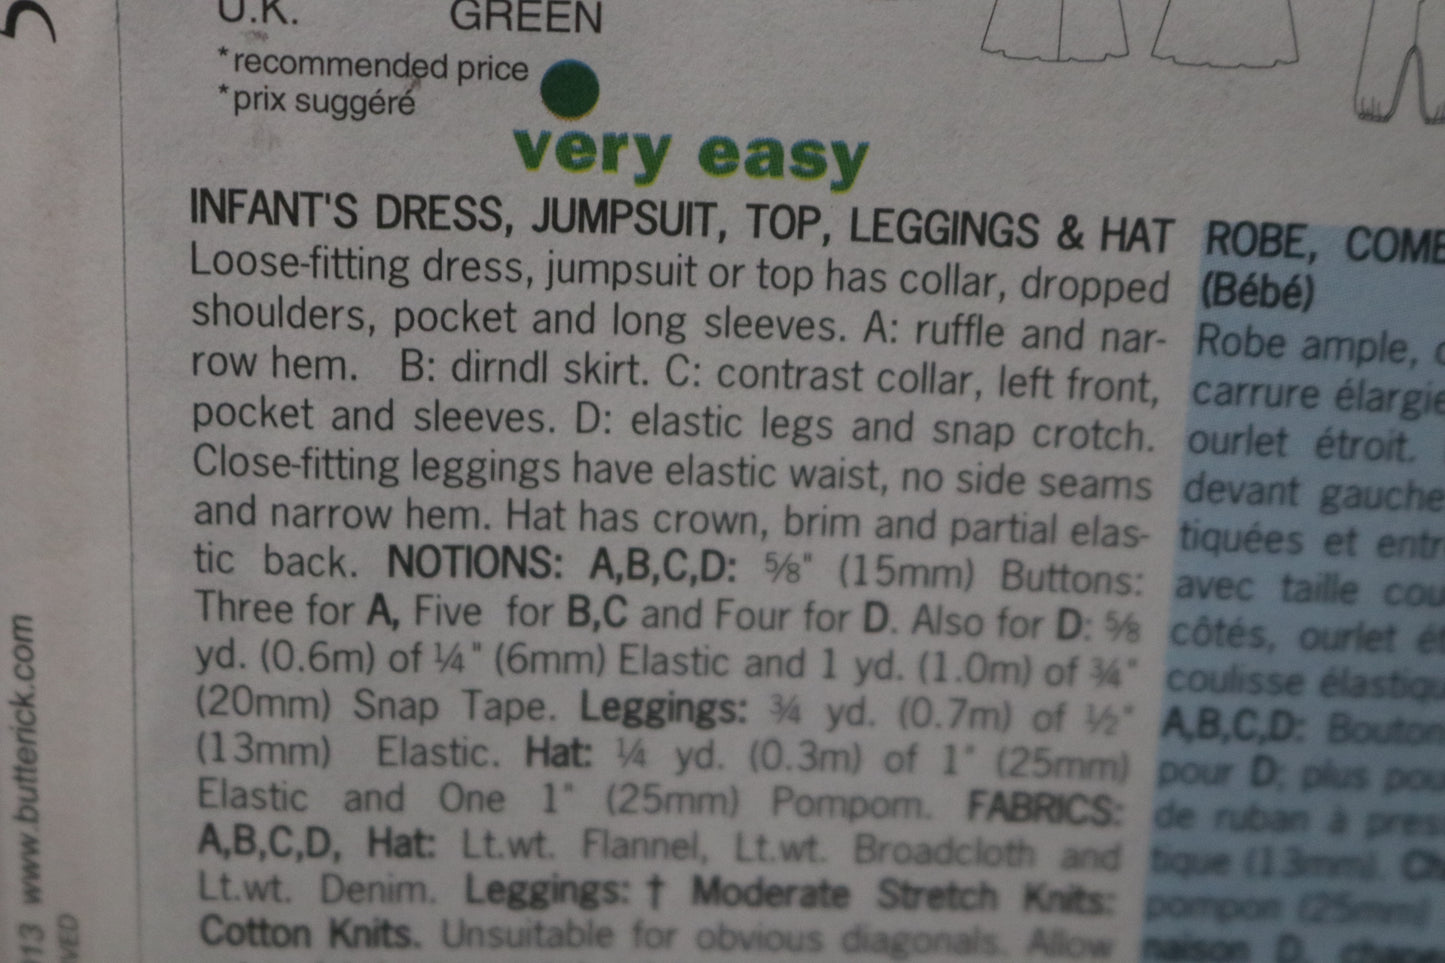 5
U.K. GREEN
*recommended price
*prix suggéré
very easy
INFANT'S DRESS, JUMPSUIT, TOP, LEGGINGS & HAT
Loose-fitting dress, jumpsuit or top has collar, dropped
shoulders, pocket and long sleeves. A: ruffle and nar-
row hem. B: dirndl skirt. C: contrast collar, left front,
pocket and sleeves. D: elastic legs and snap crotch.
Close-fitting leggings have elastic waist, no side seams
and narrow hem. Hat has crown, brim and partial elas-
tic back. NOTIONS: A,B,C,D: ⅝" (15mm) Buttons:
Three for A, Five for B,C and Four for D. Also for D: ⅝
yd. (0.6m) of ¼" (6mm) Elastic and 1 yd. (1.0m) of ¾"
(20mm) Snap Tape. Leggings: ¾ yd. (0.7m) of ½"
(13mm) Elastic. Hat: ¼ yd. (0.3m) of 1" (25mm)
Elastic and One 1" (25mm) Pompom. FABRICS:
A,B,C,D, Hat: Lt.wt. Flannel, Lt.wt. Broadcloth and
Lt.wt. Denim. Leggings: † Moderate Stretch Knits:
Cotton Knits. Unsuitable for obvious diagonals. Allow
ROBE, COMB
(Bébé)
Robe ample,
carrure élargie
ourlet étroit.
devant gauche
tiquées et entr
avec taille cou
côtés, ourlet ét
coulisse élastiqu
A,B,C,D: Bouton
pour D; plus pou
de ruban à pres
tique (13mm). Ch
pompon (25mm)
naison D, chape
13 www.butterick.com
VED